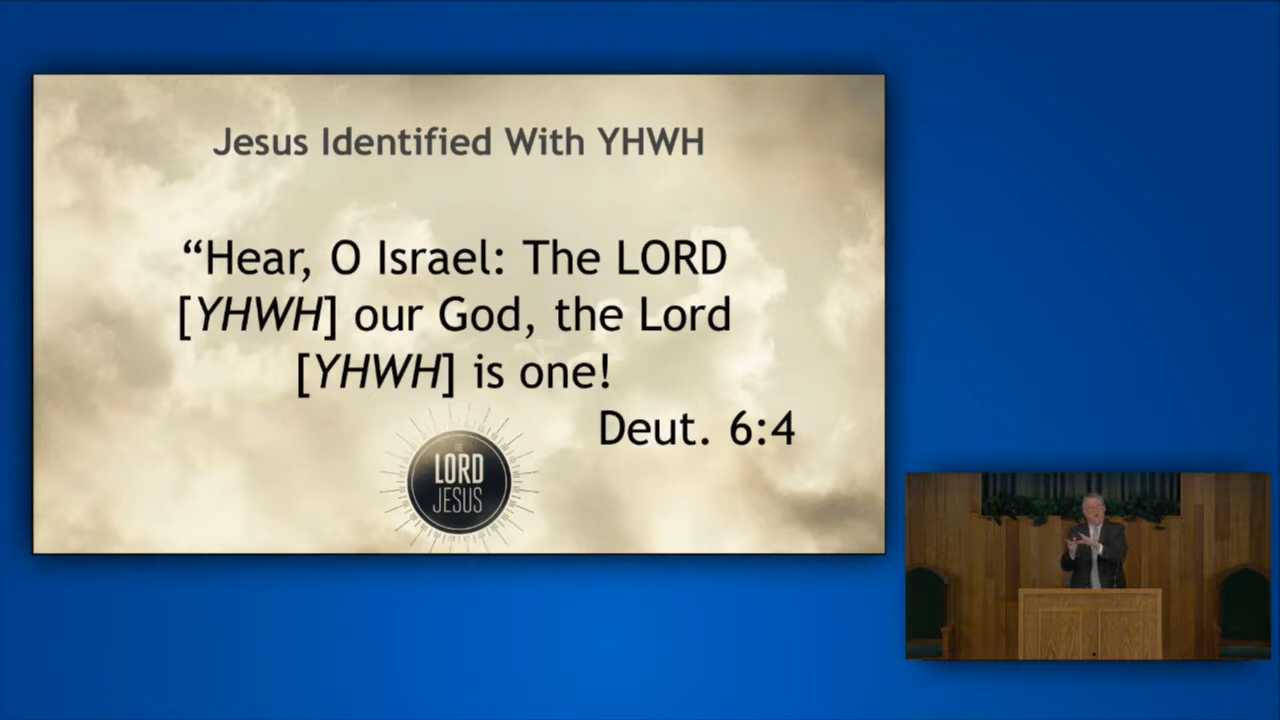 Jesus Identified With YHWH
“Hear, O Israel: The LORD
[YHWH] our God, the Lord
[YHWH] is one!
Deut. 6:4
LORD
JESUS